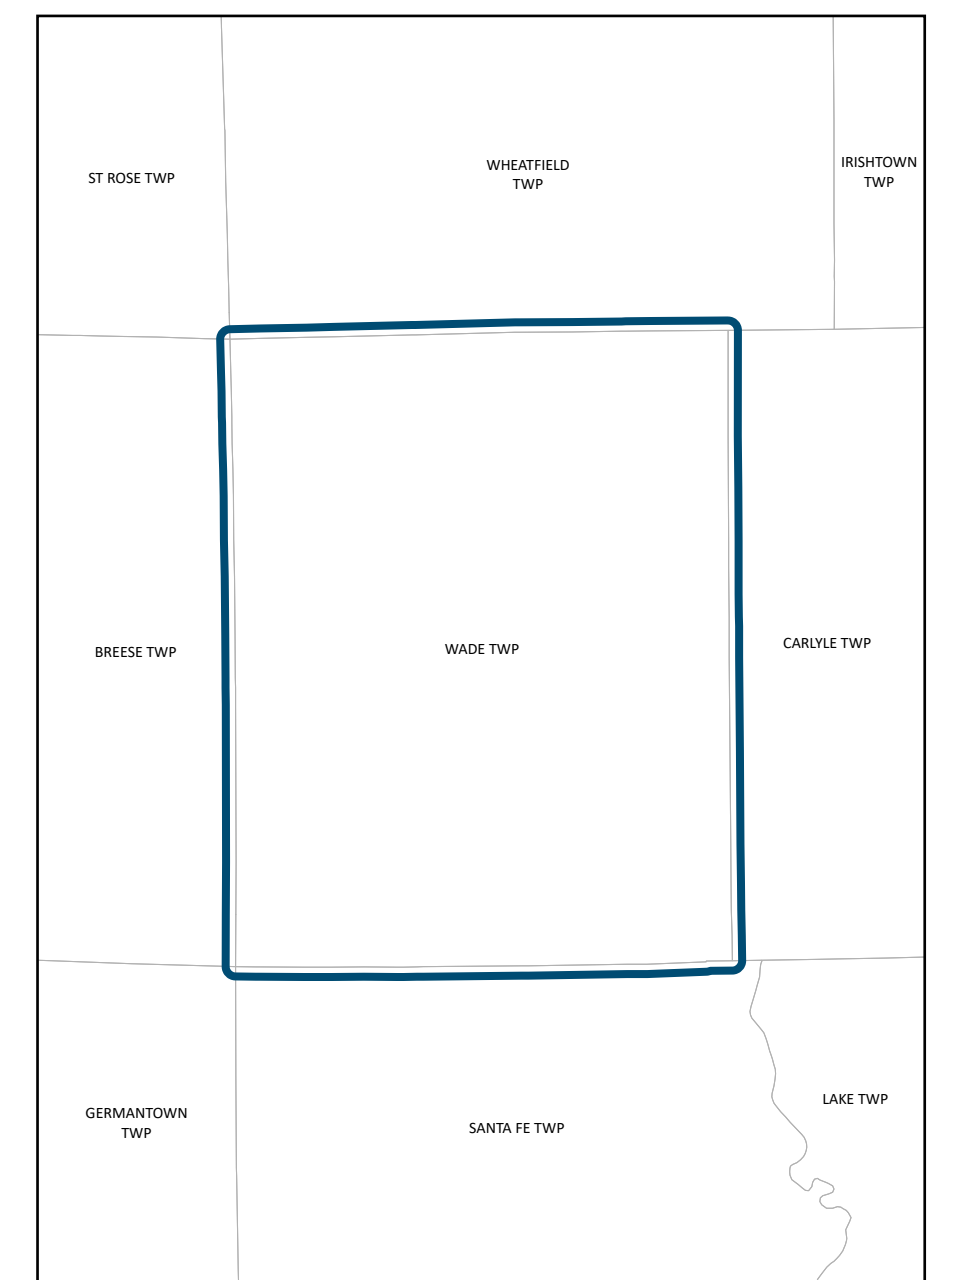 ST ROSE TWP
WHEATFIELD
TWP
IRISHTOWN
TWP
BREESE TWP
WADE TWP
CARLYLE TWP
GERMANTOWN
TWP
SANTA FE TWP
LAKE TWP